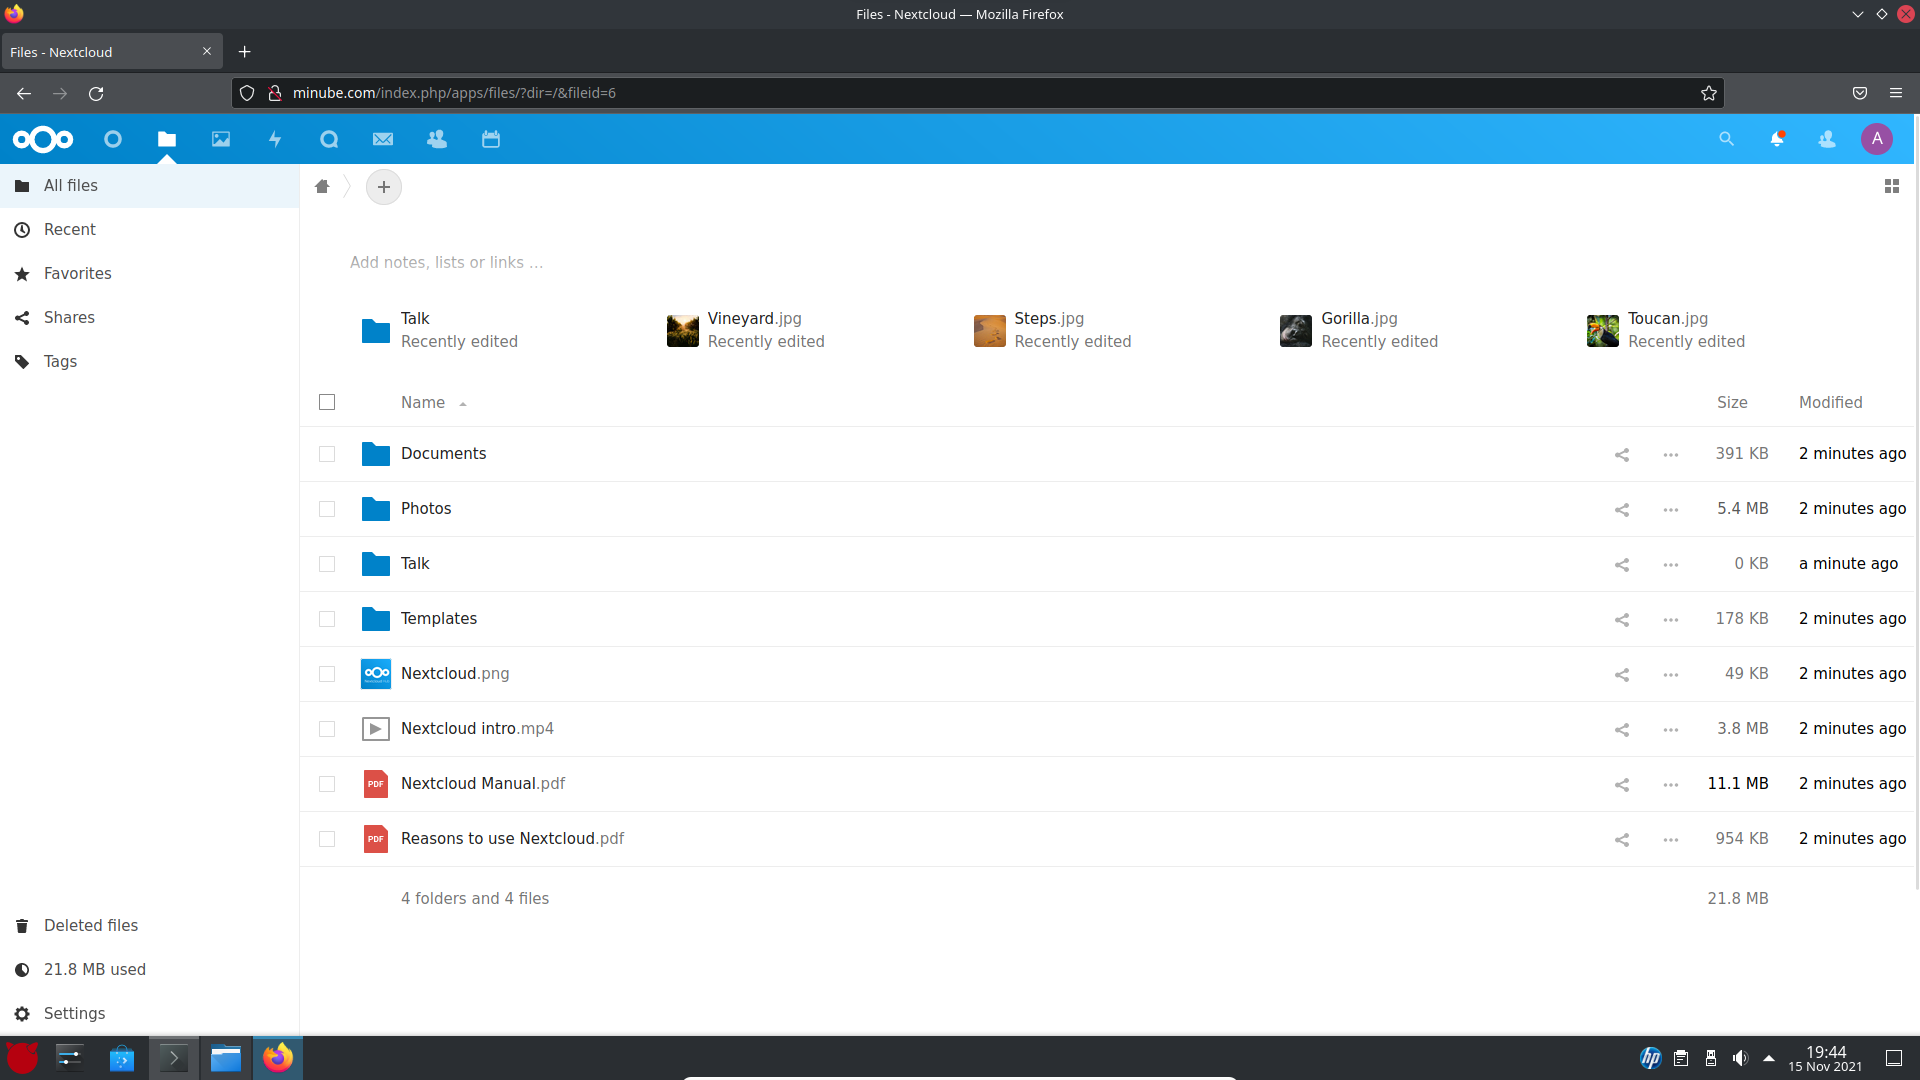 Files - Nextcloud — Mozilla Firefox
Files - Nextcloud
minube.com/index.php/apps/files/?dir=/&fileid=6
A
All files
Recent
Favorites
Shares
Tags
Add notes, lists or links ...
Talk
Recently edited
Vineyard.jpg
Recently edited
Steps.jpg
Recently edited
Gorilla.jpg
Recently edited
Toucan.jpg
Recently edited
Name Size Modified
Documents 391 KB 2 minutes ago
Photos 5.4 MB 2 minutes ago
Talk 0 KB a minute ago
Templates 178 KB 2 minutes ago
Nextcloud.png 49 KB 2 minutes ago
Nextcloud intro.mp4 3.8 MB 2 minutes ago
PDF Nextcloud Manual.pdf 11.1 MB 2 minutes ago
PDF Reasons to use Nextcloud.pdf 954 KB 2 minutes ago
4 folders and 4 files 21.8 MB
Deleted files
21.8 MB used
Settings
hp
19:44
15 Nov 2021